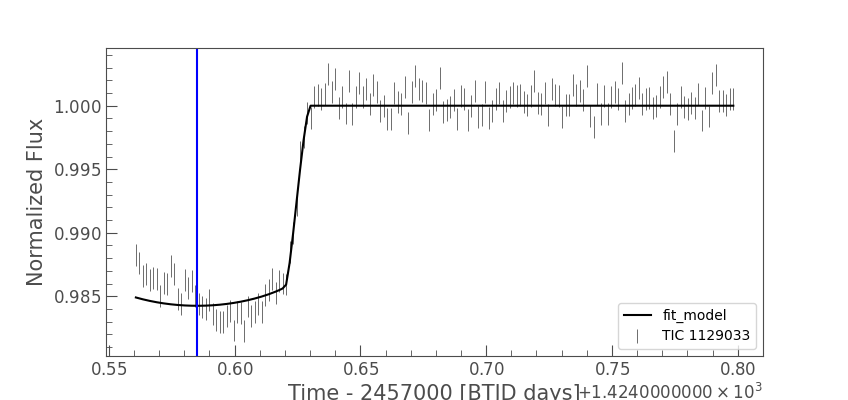 Normalized Flux
1.000
0.995
0.990
0.985
fit_model
TIC 1129033
0.55 0.60 0.65 0.70 0.75 0.80
Time - 2457000 [BTJD days]
+1.4240000000 × 10³